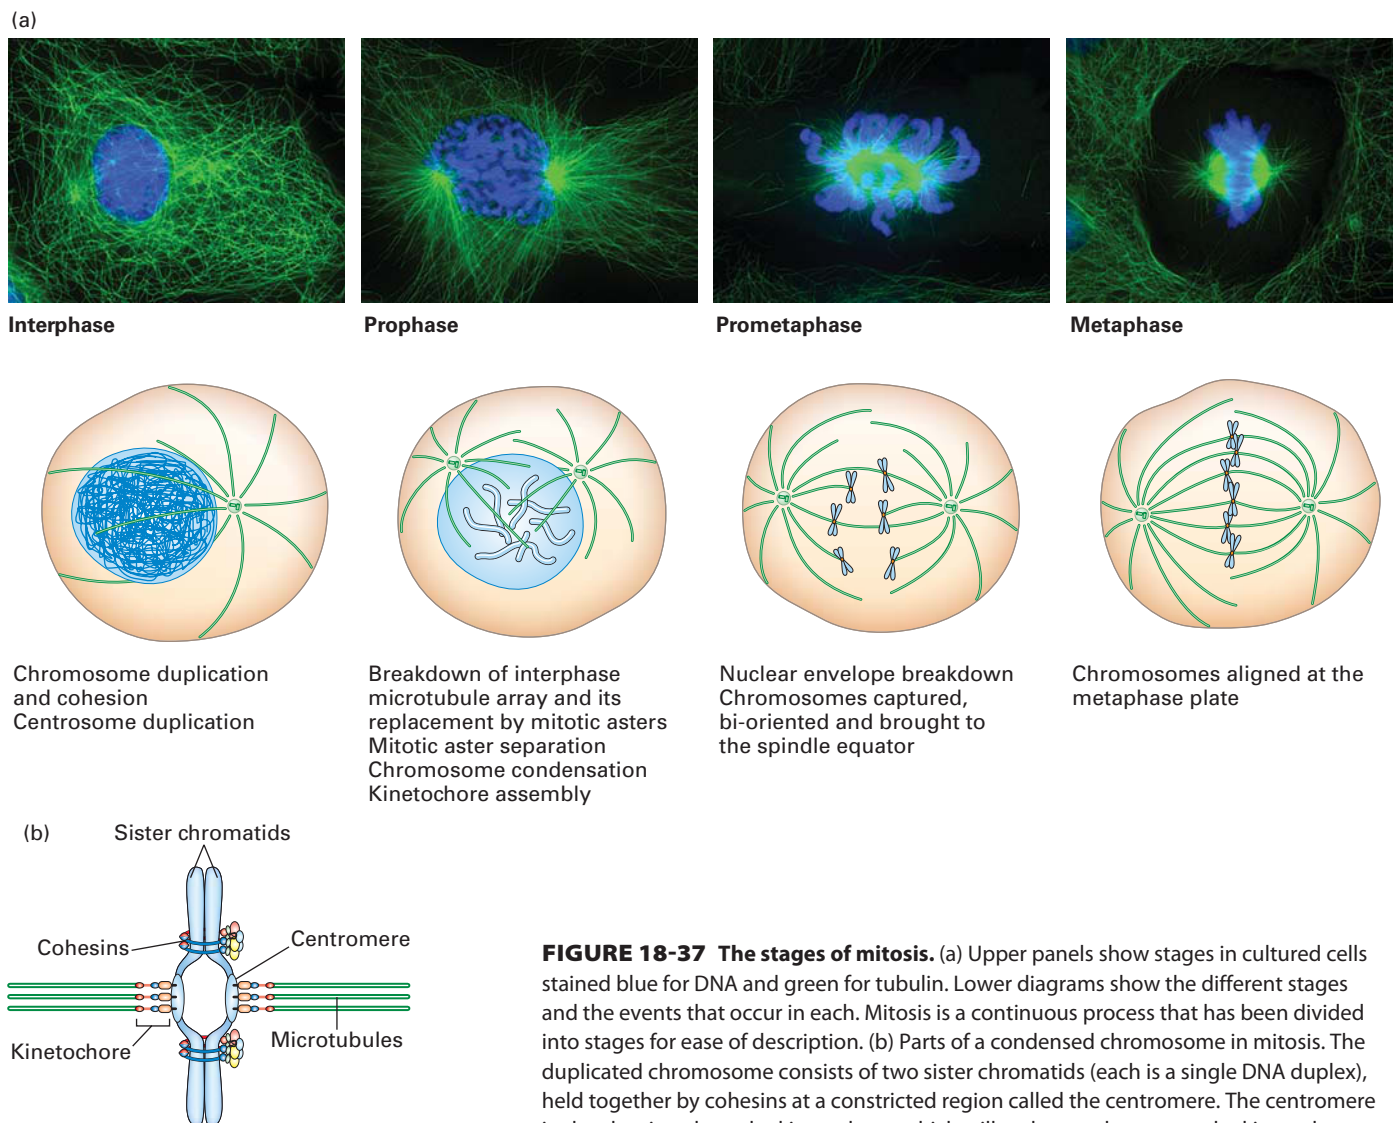 (a)
Interphase
Prophase
Prometaphase
Metaphase
Chromosome duplication
and cohesion
Centrosome duplication
Breakdown of interphase
microtubule array and its
replacement by mitotic asters
Mitotic aster separation
Chromosome condensation
Kinetochore assembly
Nuclear envelope breakdown
Chromosomes captured,
bi-oriented and brought to
the spindle equator
Chromosomes aligned at the
metaphase plate
(b)
Sister chromatids
Cohesins
Centromere
Kinetochore
Microtubules
FIGURE 18-37 The stages of mitosis. (a) Upper panels show stages in cultured cells
stained blue for DNA and green for tubulin. Lower diagrams show the different stages
and the events that occur in each. Mitosis is a continuous process that has been divided
into stages for ease of description. (b) Parts of a condensed chromosome in mitosis. The
duplicated chromosome consists of two sister chromatids (each is a single DNA duplex),
held together by cohesins at a constricted region called the centromere. The centromere